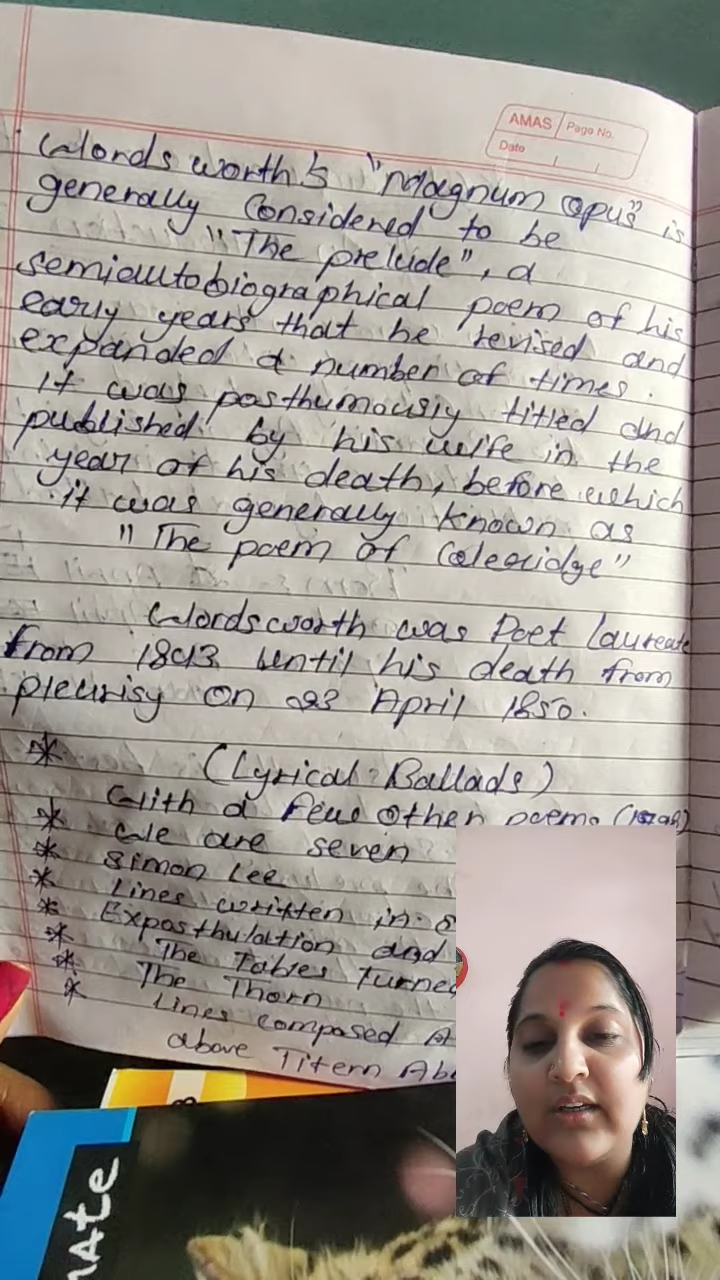 AMAS Page No.
Date
Wordsworth's "Magnum opus" is
generally Considered to be
"The prelude", a
semiautobiographical poem of his
early years that he revised and
expanded a number of times.
It was posthumously titled and
published by his wife in the
year of his death, before which
it was generally known as
"The poem of Coleridge"
Wordsworth was Poet laureate
from 1843 until his death from
pleurisy on 23 April 1850.
* (Lyrical Ballads)
With a few other poems (1798)
* We are seven
* Simon Lee
* Lines written in
* Exposthulation and
* The Tables Turned
* The Thorn
* Lines composed A
above Titern Abb
MATE